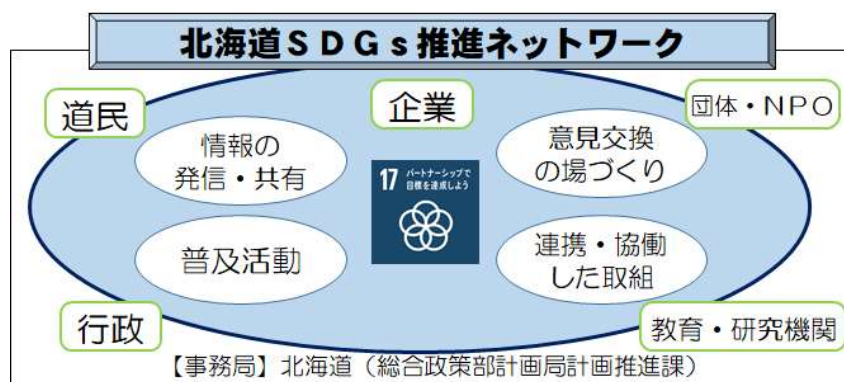 北海道ＳＤＧｓ推進ネットワーク
道民
企業
団体・ＮＰＯ
情報の
発信・共有
意見交換
の場づくり
17 パートナーシップで
目標を達成しよう
普及活動
連携・協働
した取組
行政
教育・研究機関
【事務局】北海道（総合政策部計画局計画推進課）